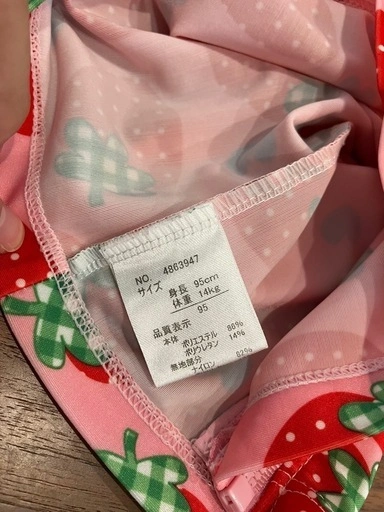 NO. 4863947
サイズ 身長 95cm
体重 14kg
95
品質表示
本体 ポリエステル 86%
ポリウレタン 14%
無地部分
ナイロン 82%